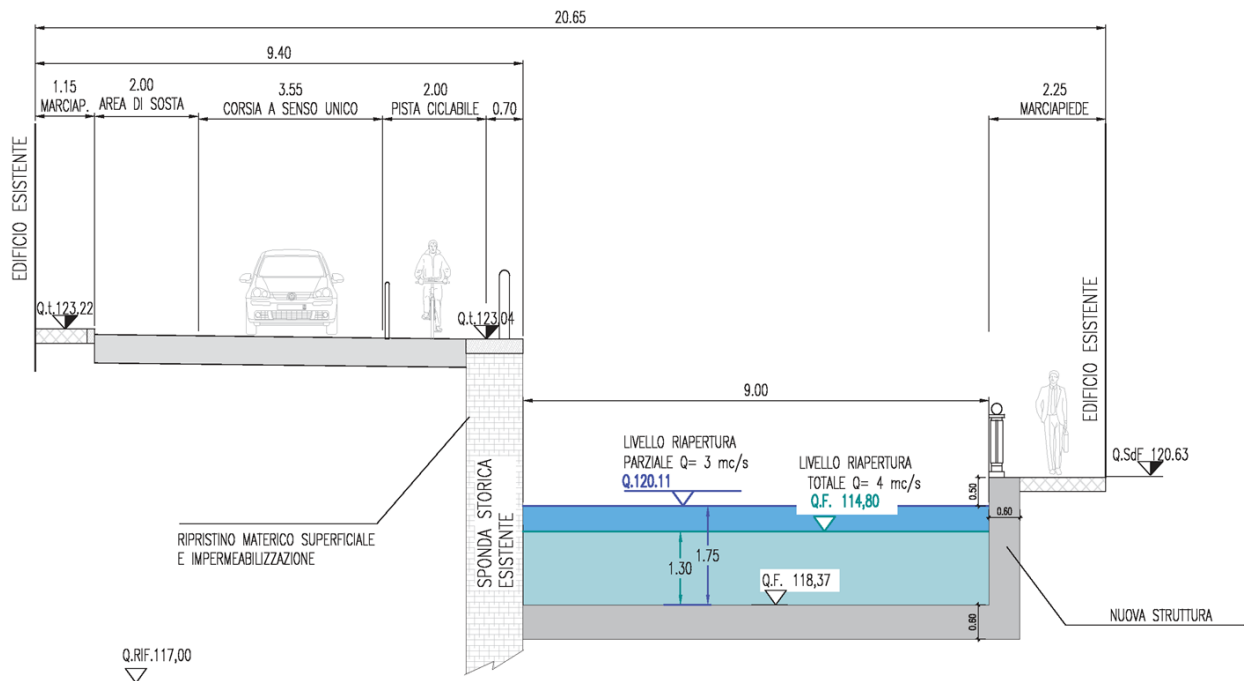 20.65
9.40
1.15
MARCIAP.
2.00
AREA DI SOSTA
3.55
CORSIA A SENSO UNICO
2.00
PISTA CICLABILE
0.70
2.25
MARCIAPIEDE
EDIFICIO ESISTENTE
EDIFICIO ESISTENTE
Q.t.123,22
Q.t.123,04
9.00
LIVELLO RIAPERTURA
PARZIALE Q= 3 mc/s
Q.120.11
LIVELLO RIAPERTURA
TOTALE Q= 4 mc/s
Q.F. 114,80
Q.SdF 120.63
0.50
0.60
RIPRISTINO MATERICO SUPERFICIALE
E IMPERMEABILIZZAZIONE
SPONDA STORICA
ESISTENTE
1.30
1.75
Q.F. 118,37
0.60
NUOVA STRUTTURA
Q.RIF.117,00